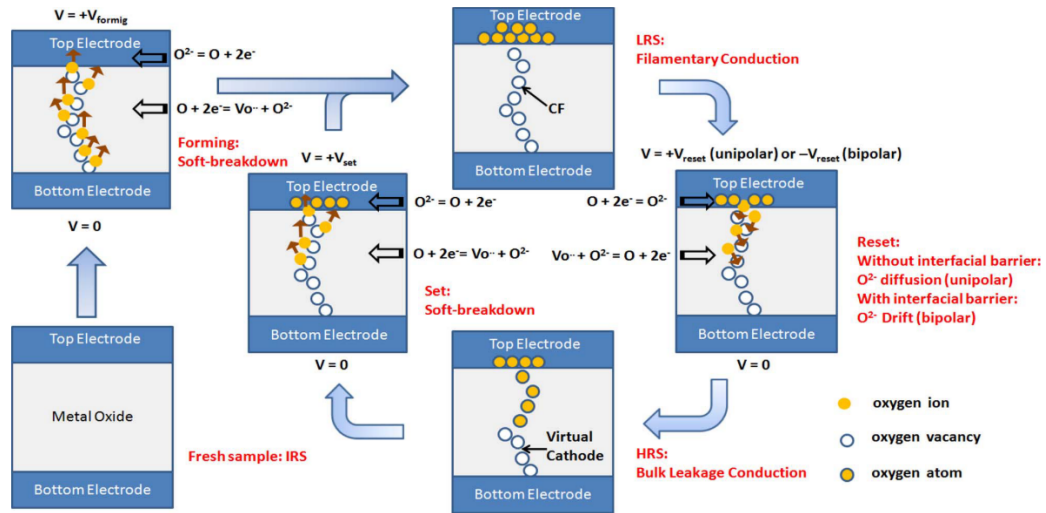 V = +Vformig
Top Electrode
O²⁻ = O + 2e⁻
O + 2e⁻= Vo·· + O²⁻
Forming:
Soft-breakdown
Bottom Electrode
V = 0
Top Electrode
Metal Oxide
Bottom Electrode
Fresh sample: IRS
V = +Vset
Top Electrode
O²⁻ = O + 2e⁻
O + 2e⁻= Vo·· + O²⁻
Set:
Soft-breakdown
Bottom Electrode
V = 0
Top Electrode
CF
Bottom Electrode
LRS:
Filamentary Conduction
V = +Vreset (unipolar) or –Vreset (bipolar)
Top Electrode
O + 2e⁻ = O²⁻
Vo·· + O²⁻ = O + 2e⁻
Bottom Electrode
V = 0
Reset:
Without interfacial barrier:
O²⁻ diffusion (unipolar)
With interfacial barrier:
O²⁻ Drift (bipolar)
Top Electrode
Virtual
Cathode
Bottom Electrode
HRS:
Bulk Leakage Conduction
oxygen ion
oxygen vacancy
oxygen atom